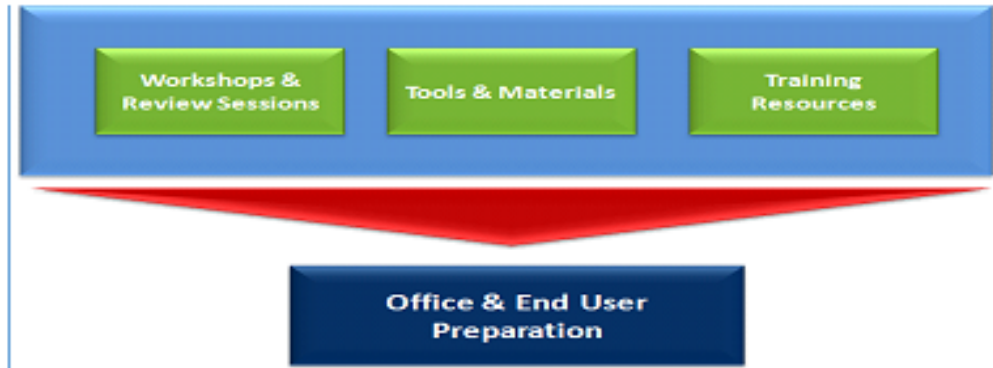 Workshops &
Review Sessions
Tools & Materials
Training
Resources
Office & End User
Preparation